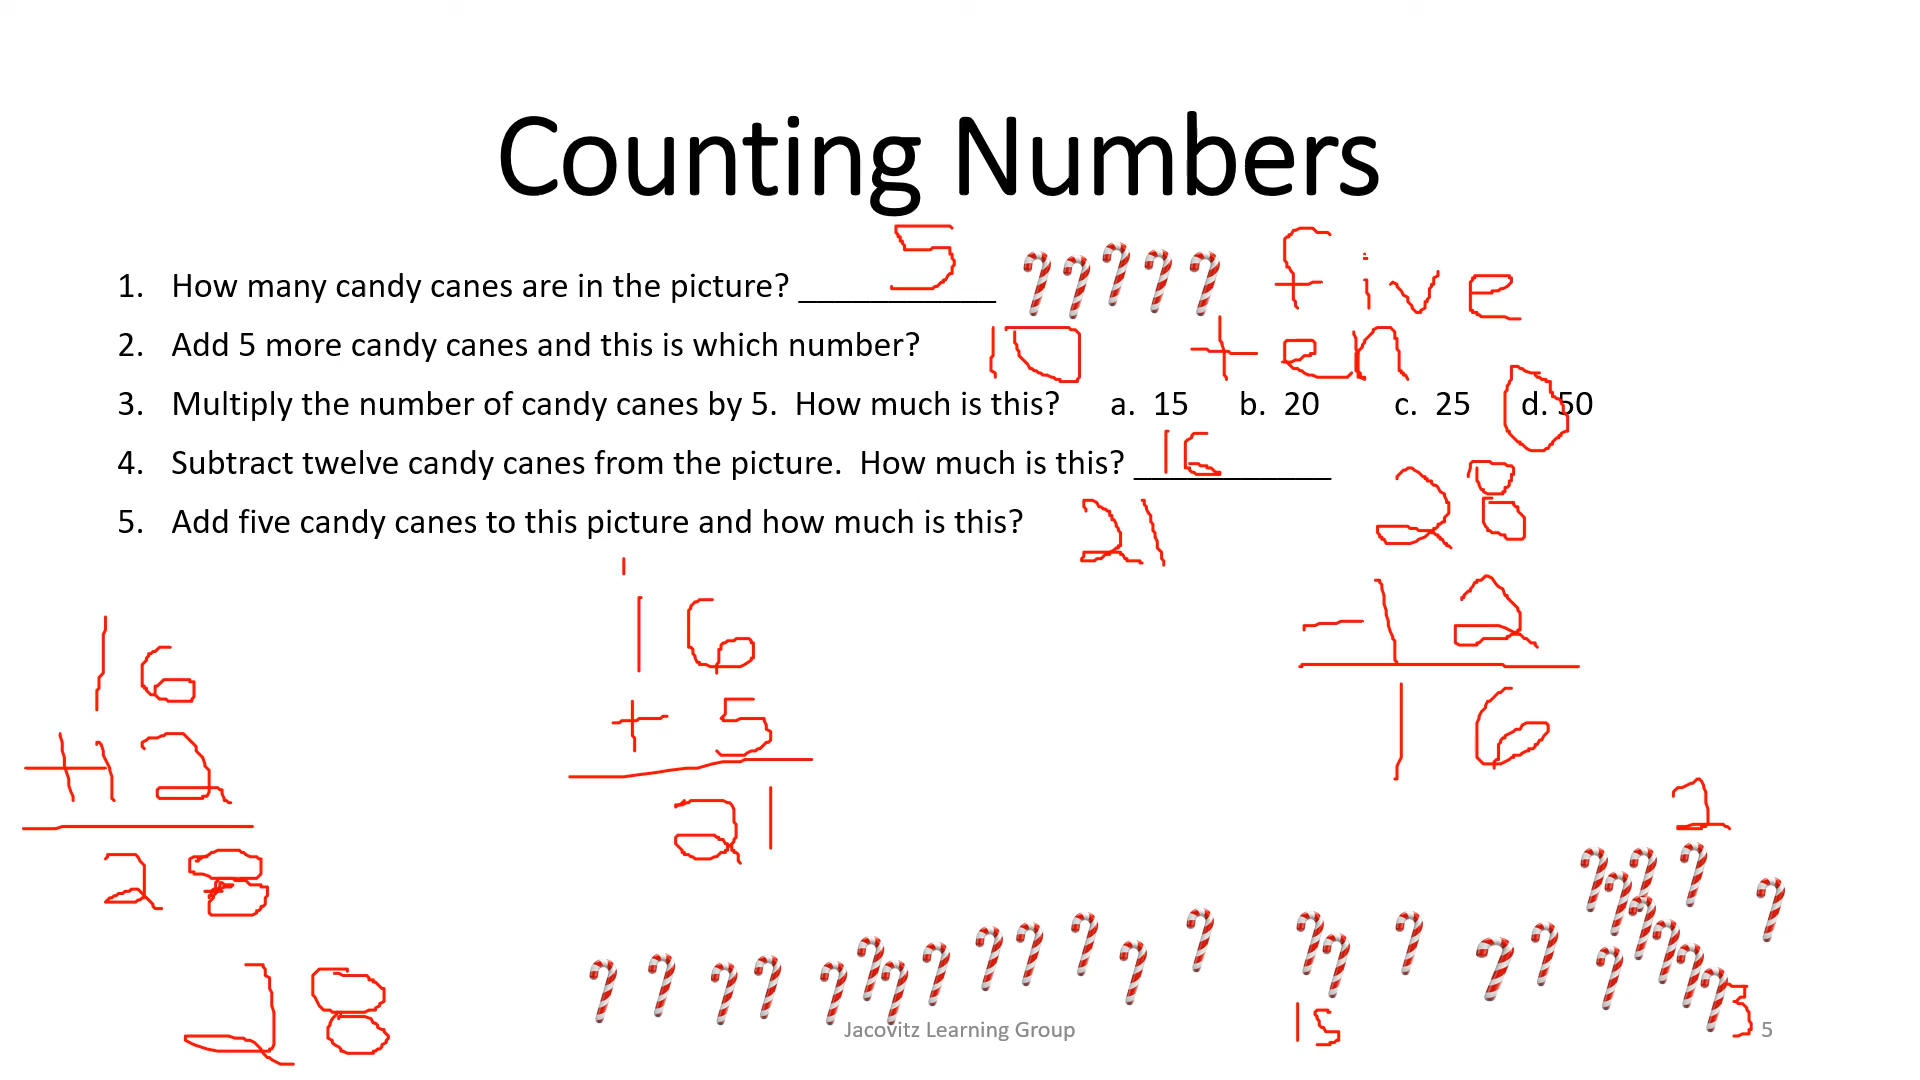 Counting Numbers
5
1. How many candy canes are in the picture? ___________ five
2. Add 5 more candy canes and this is which number? 10 ten
3. Multiply the number of candy canes by 5. How much is this? a. 15 b. 20 c. 25 d. 50
4. Subtract twelve candy canes from the picture. How much is this? 16 ___________
5. Add five candy canes to this picture and how much is this? 21
28
- 12
16
1
16
+ 5
21
16
+12
28
28
2
15
3
Jacovitz Learning Group
5